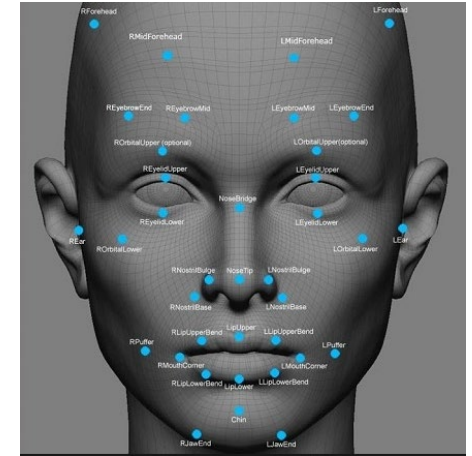 RForehead
LForehead
RMidForehead
LMidForehead
REyebrowEnd
REyebrowMid
LEyebrowMid
LEyebrowEnd
ROrbitalUpper (optional)
LOrbitalUpper(optional)
REyelidUpper
LEyelidUpper
NoseBridge
REyelidLower
LEyelidLower
REar
LEar
ROrbitalLower
LOrbitalLower
RNostrilBulge
NoseTip
LNostrilBulge
RNostrilBase
LNostrilBase
RLipUpperBend
LipUpper
LLipUpperBend
RPuffer
LPuffer
RMouthCorner
LMouthCorner
RLipLowerBend
LipLower
LLipLowerBend
Chin
RJawEnd
LJawEnd